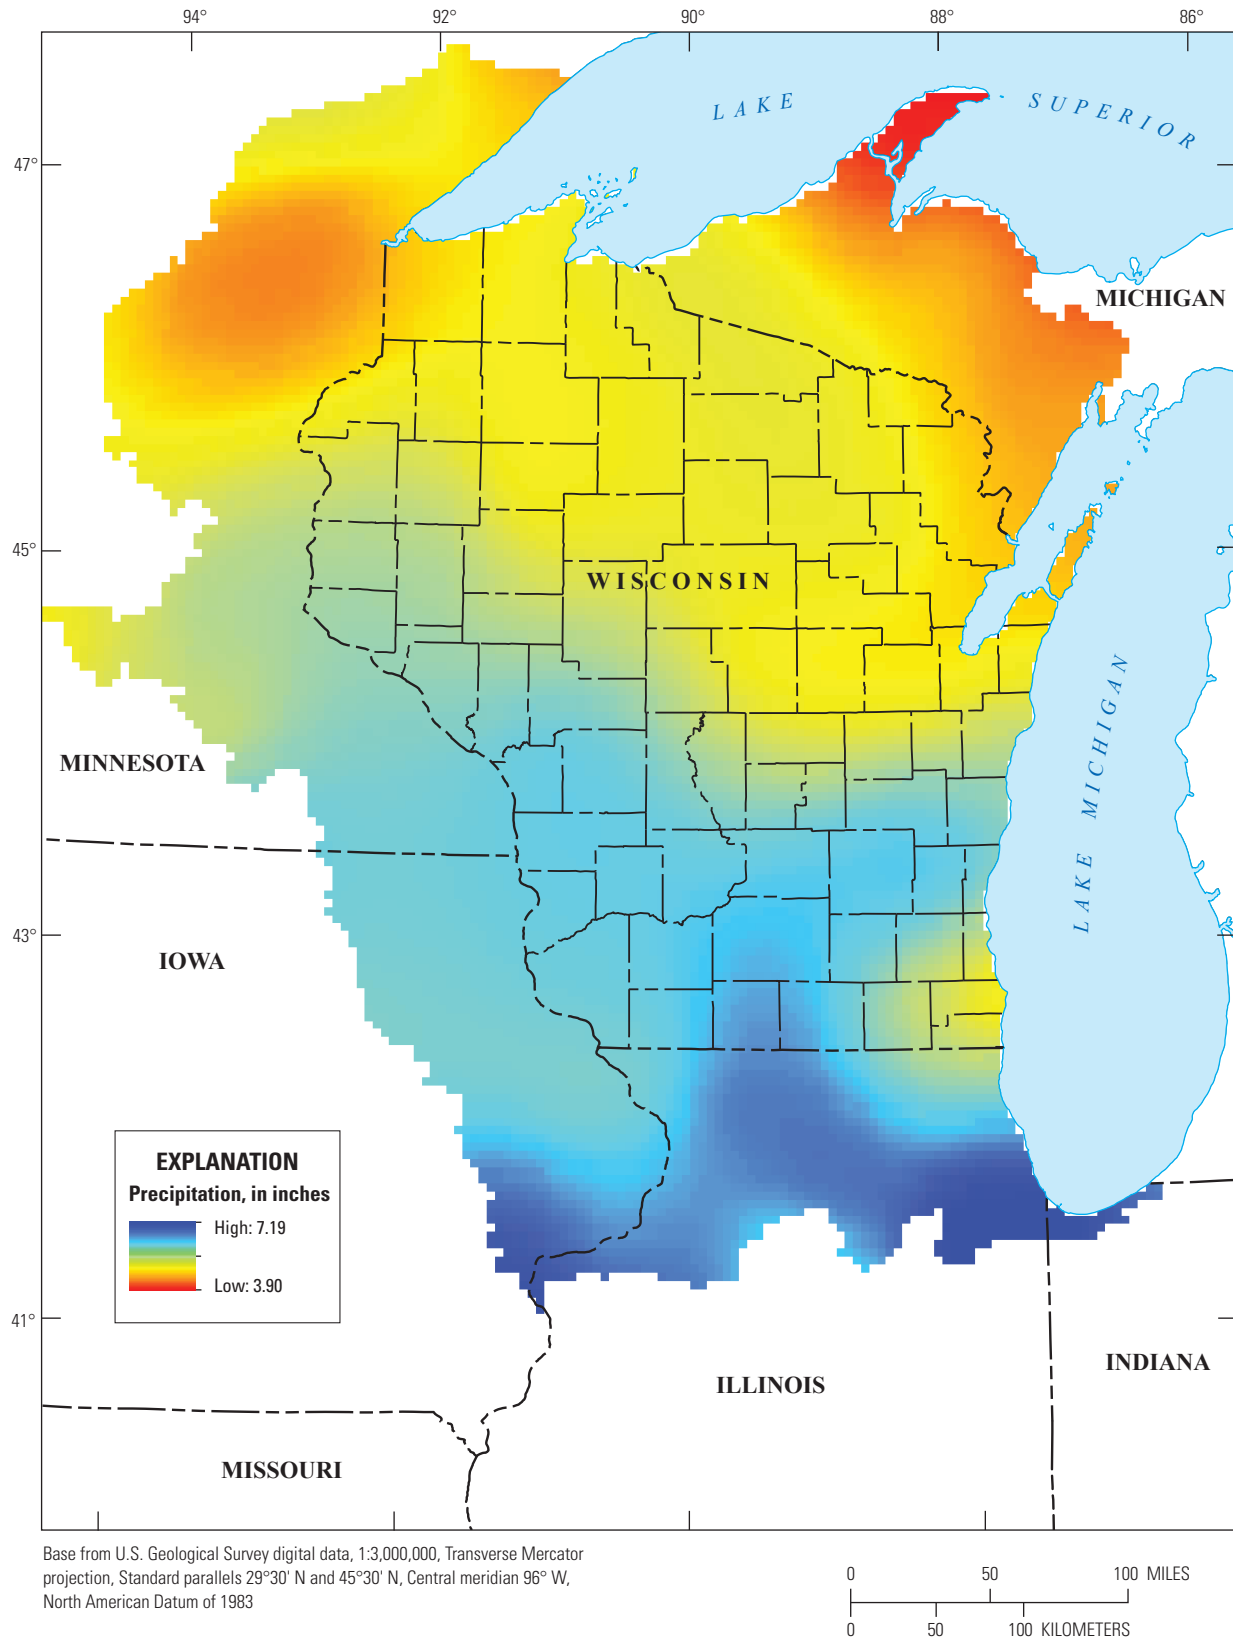 94° 92° 90° 88° 86°
LAKE SUPERIOR
47°
MICHIGAN
45°
WISCONSIN
LAKE MICHIGAN
MINNESOTA
43°
IOWA
EXPLANATION
Precipitation, in inches
High: 7.19
Low: 3.90
41°
INDIANA
ILLINOIS
MISSOURI
Base from U.S. Geological Survey digital data, 1:3,000,000, Transverse Mercator
projection, Standard parallels 29°30' N and 45°30' N, Central meridian 96° W,
North American Datum of 1983
0 50 100 MILES
0 50 100 KILOMETERS